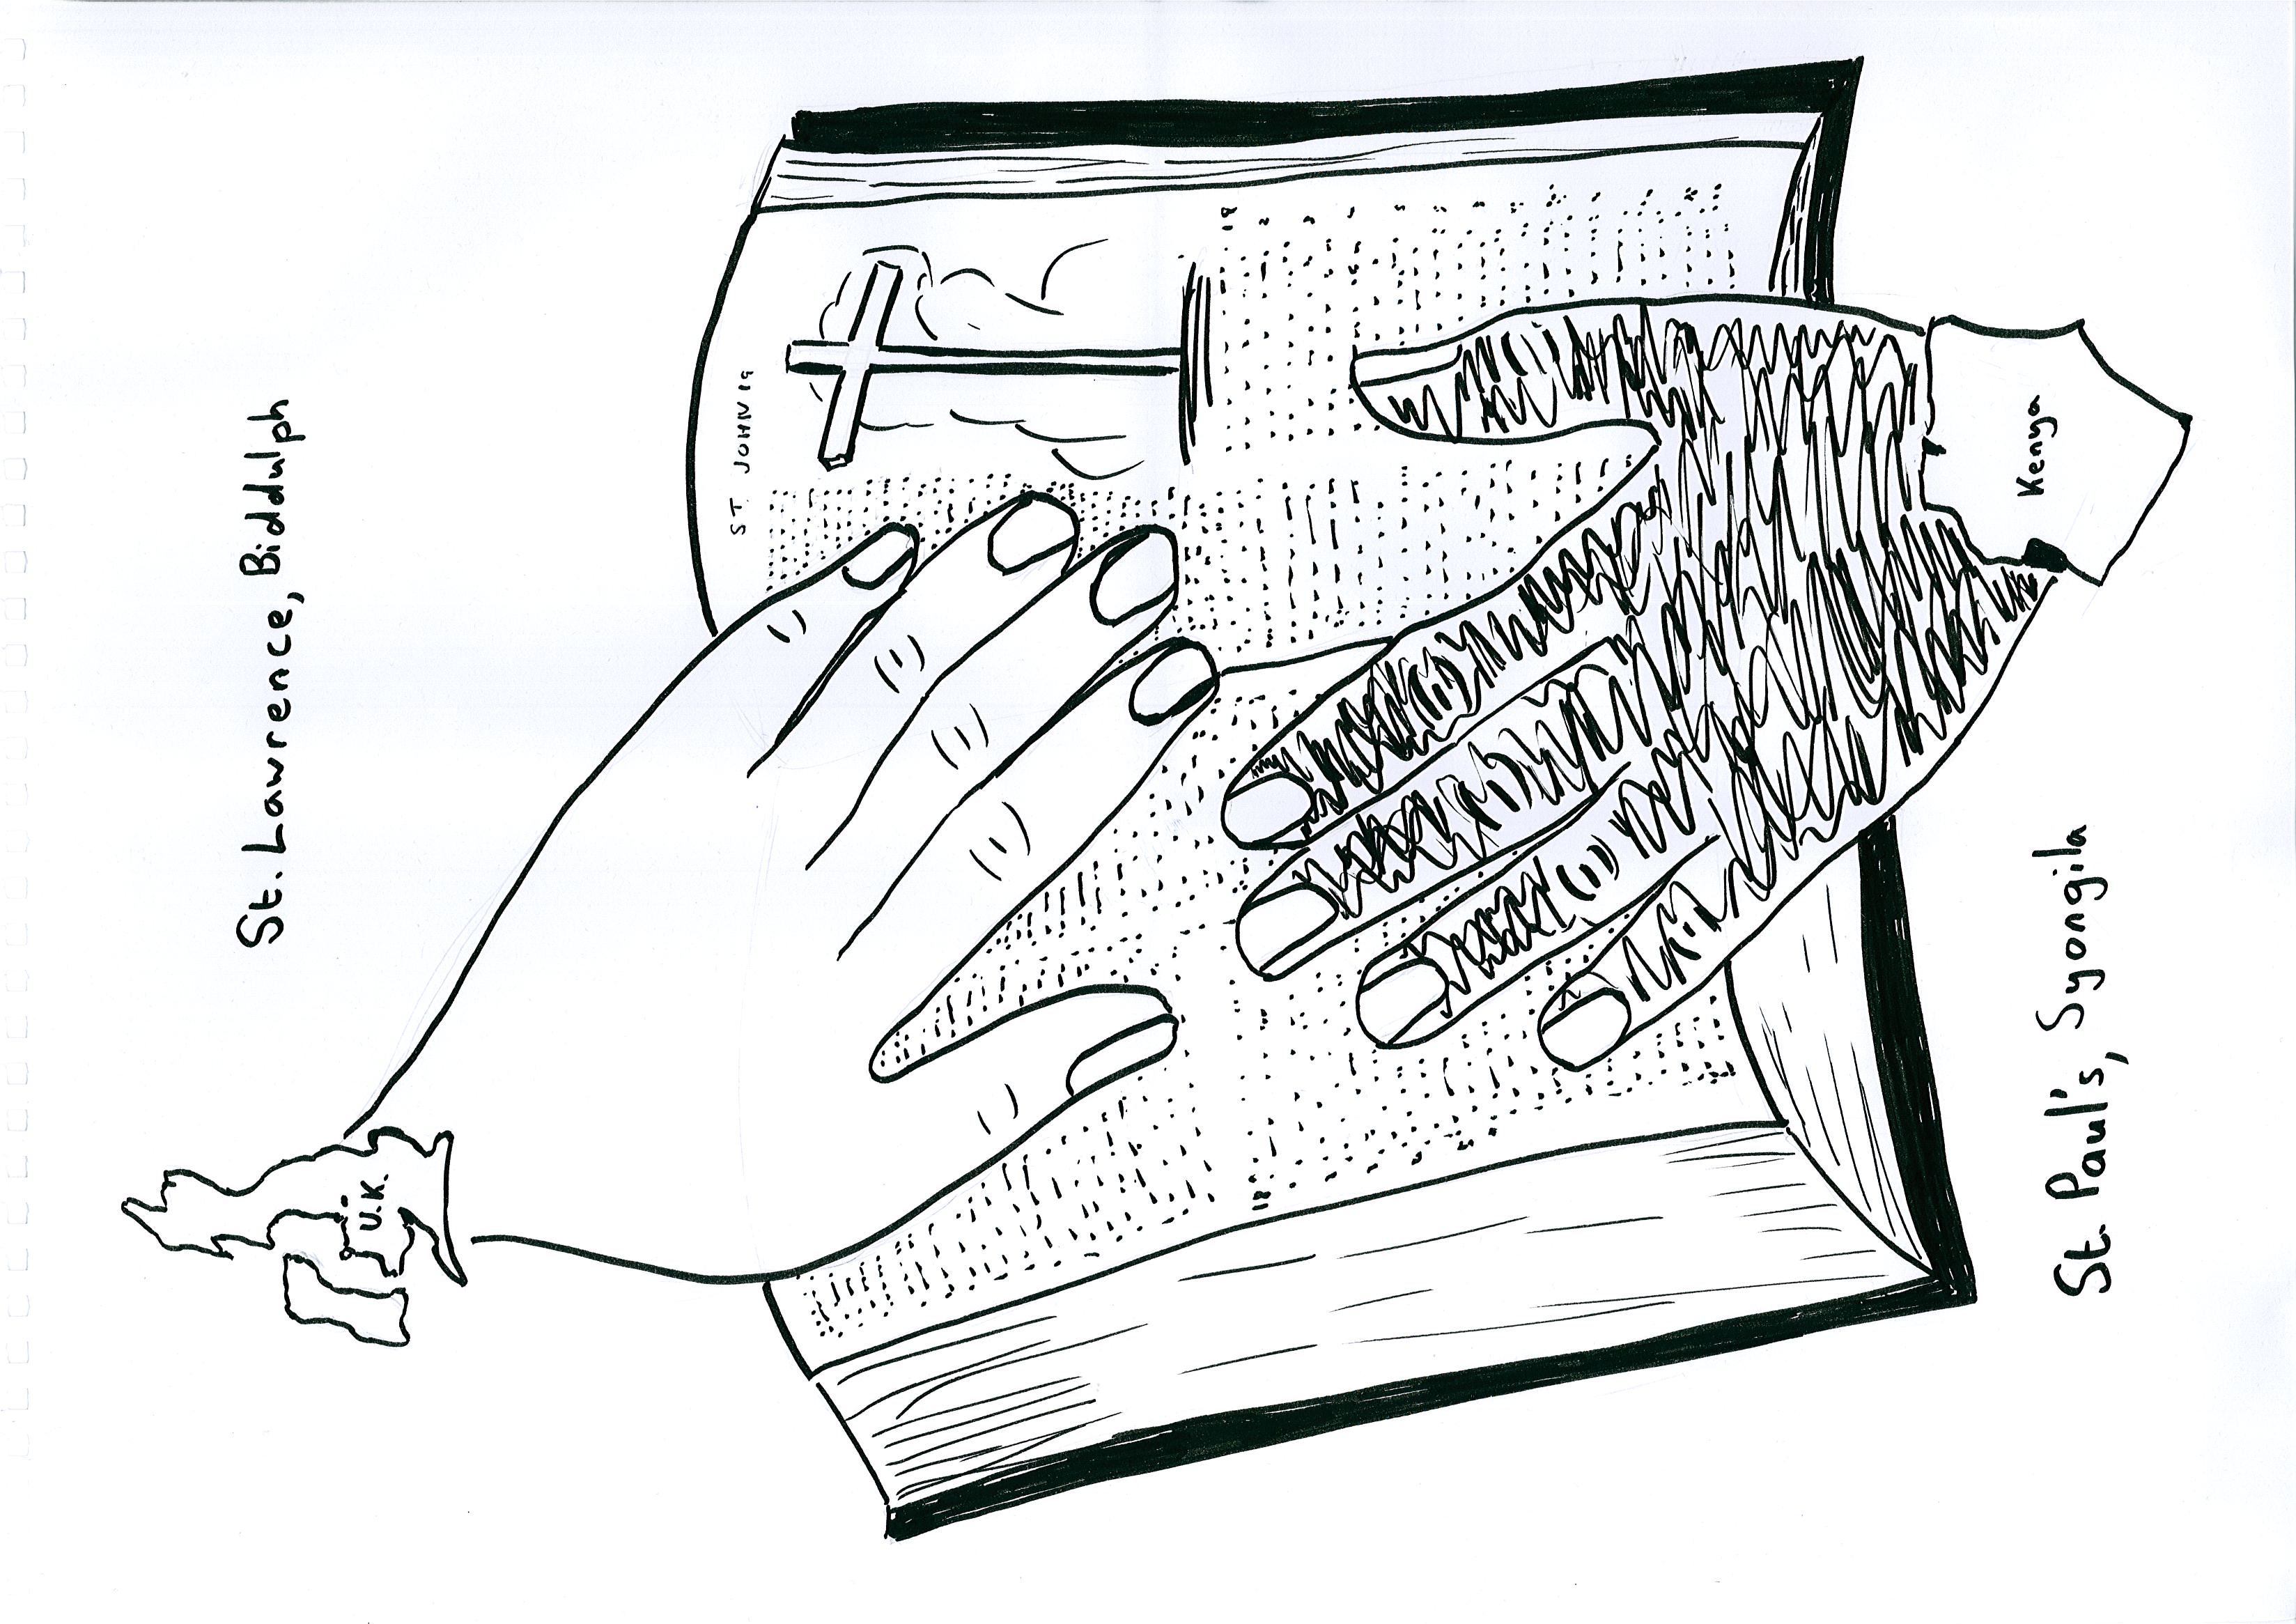 St. Lawrence, Biddulph
U.K.
ST. JOHN 19
Kenya
St. Paul's, Syongila